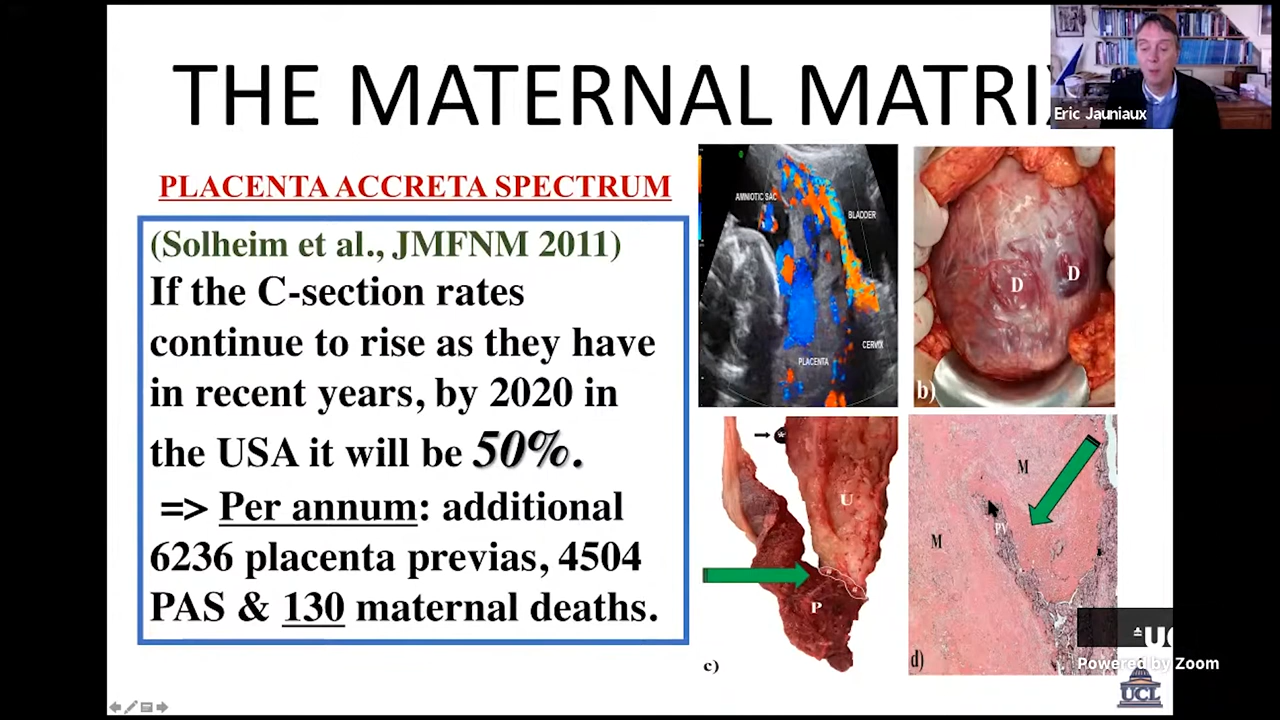 THE MATERNAL MATRIX
Eric Jauniaux
PLACENTA ACCRETA SPECTRUM
(Solheim et al., JMFNM 2011)
If the C-section rates
continue to rise as they have
in recent years, by 2020 in
the USA it will be 50%.
=> Per annum: additional
6236 placenta previas, 4504
PAS & 130 maternal deaths.
AMNIOTIC SAC
BLADDER
CERVIX
PLACENTA
D
D
b)
*
U
P
c)
M
M
PV
d)
Powered by Zoom
UCL